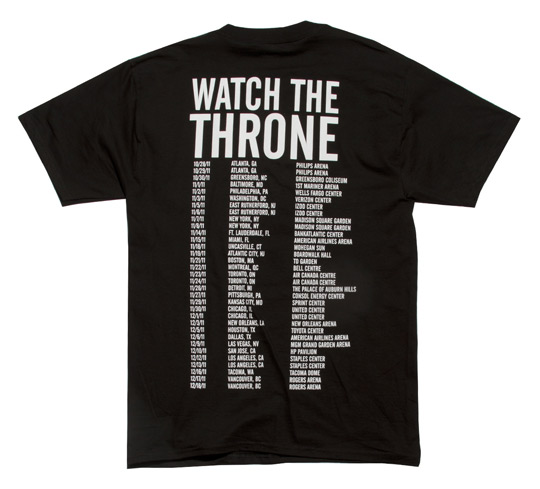 WATCH THE
THRONE
10/28/11 ATLANTA, GA PHILIPS ARENA
10/29/11 ATLANTA, GA PHILIPS ARENA
10/30/11 GREENSBORO, NC GREENSBORO COLISEUM
11/1/11 BALTIMORE, MD 1ST MARINER ARENA
11/2/11 PHILADELPHIA, PA WELLS FARGO CENTER
11/3/11 WASHINGTON, DC VERIZON CENTER
11/5/11 EAST RUTHERFORD, NJ IZOD CENTER
11/6/11 EAST RUTHERFORD, NJ IZOD CENTER
11/7/11 NEW YORK, NY MADISON SQUARE GARDEN
11/8/11 NEW YORK, NY MADISON SQUARE GARDEN
11/14/11 FT. LAUDERDALE, FL BANKATLANTIC CENTER
11/15/11 MIAMI, FL AMERICAN AIRLINES ARENA
11/18/11 UNCASVILLE, CT MOHEGAN SUN
11/19/11 ATLANTIC CITY, NJ BOARDWALK HALL
11/21/11 BOSTON, MA TD GARDEN
11/22/11 MONTREAL, QC BELL CENTRE
11/23/11 TORONTO, ON AIR CANADA CENTRE
11/24/11 TORONTO, ON AIR CANADA CENTRE
11/26/11 DETROIT, MI THE PALACE OF AUBURN HILLS
11/27/11 PITTSBURGH, PA CONSOL ENERGY CENTER
11/29/11 KANSAS CITY, MO SPRINT CENTER
11/30/11 CHICAGO, IL UNITED CENTER
12/1/11 CHICAGO, IL UNITED CENTER
12/3/11 NEW ORLEANS, LA NEW ORLEANS ARENA
12/5/11 HOUSTON, TX TOYOTA CENTER
12/6/11 DALLAS, TX AMERICAN AIRLINES ARENA
12/9/11 LAS VEGAS, NV MGM GRAND GARDEN ARENA
12/10/11 SAN JOSE, CA HP PAVILION
12/12/11 LOS ANGELES, CA STAPLES CENTER
12/13/11 LOS ANGELES, CA STAPLES CENTER
12/16/11 TACOMA, WA TACOMA DOME
12/17/11 VANCOUVER, BC ROGERS ARENA
12/18/11 VANCOUVER, BC ROGERS ARENA